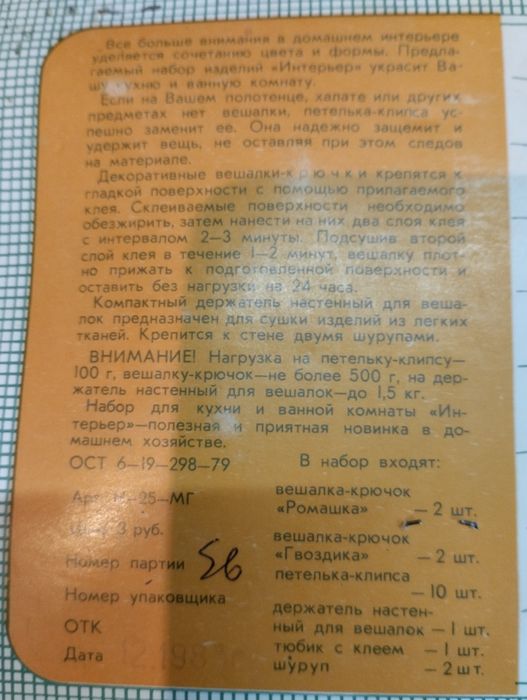 Все больше внимания в домашнем интерьере
уделяется сочетанию цвета и формы. Предла-
гаемый набор изделий «Интерьер» украсит Ва-
шу кухню и ванную комнату.
Если на Вашем полотенце, халате или других
предметах нет вешалки, петелька-клипса ус-
пешно заменит ее. Она надежно защемит и
удержит вещь, не оставляя при этом следов
на материале.
Декоративные вешалки-крючки крепятся к
гладкой поверхности с помощью прилагаемого
клея. Склеиваемые поверхности необходимо
обезжирить, затем нанести на них два слоя клея
с интервалом 2—3 минуты. Подсушив второй
слой клея в течение 1—2 минут, вешалку плот-
но прижать к подготовленной поверхности и
оставить без нагрузки на 24 часа.
Компактный держатель настенный для веша-
лок предназначен для сушки изделий из легких
тканей. Крепится к стене двумя шурупами.
ВНИМАНИЕ! Нагрузка на петельку-клипсу—
100 г, вешалку-крючок—не более 500 г, на дер-
жатель настенный для вешалок—до 1,5 кг.
Набор для кухни и ванной комнаты «Ин-
терьер»—полезная и приятная новинка в до-
машнем хозяйстве.
ОСТ 6-19-298-79
Арт. -25-МГ
3 руб.
Номер партии 56
Номер упаковщика
ОТК
Дата
В набор входят:
вешалка-крючок
«Ромашка» — 2 шт.
вешалка-крючок
«Гвоздика» — 2 шт.
петелька-клипса
— 10 шт.
держатель настен-
ный для вешалок — 1 шт.
тюбик с клеем — 1 шт.
шуруп — 2 шт.